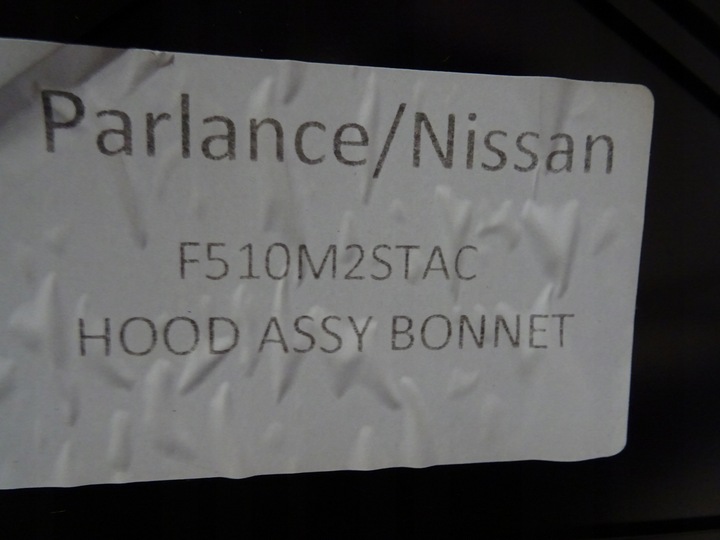 Parlance/Nissan
F510M2STAC
HOOD ASSY BONNET